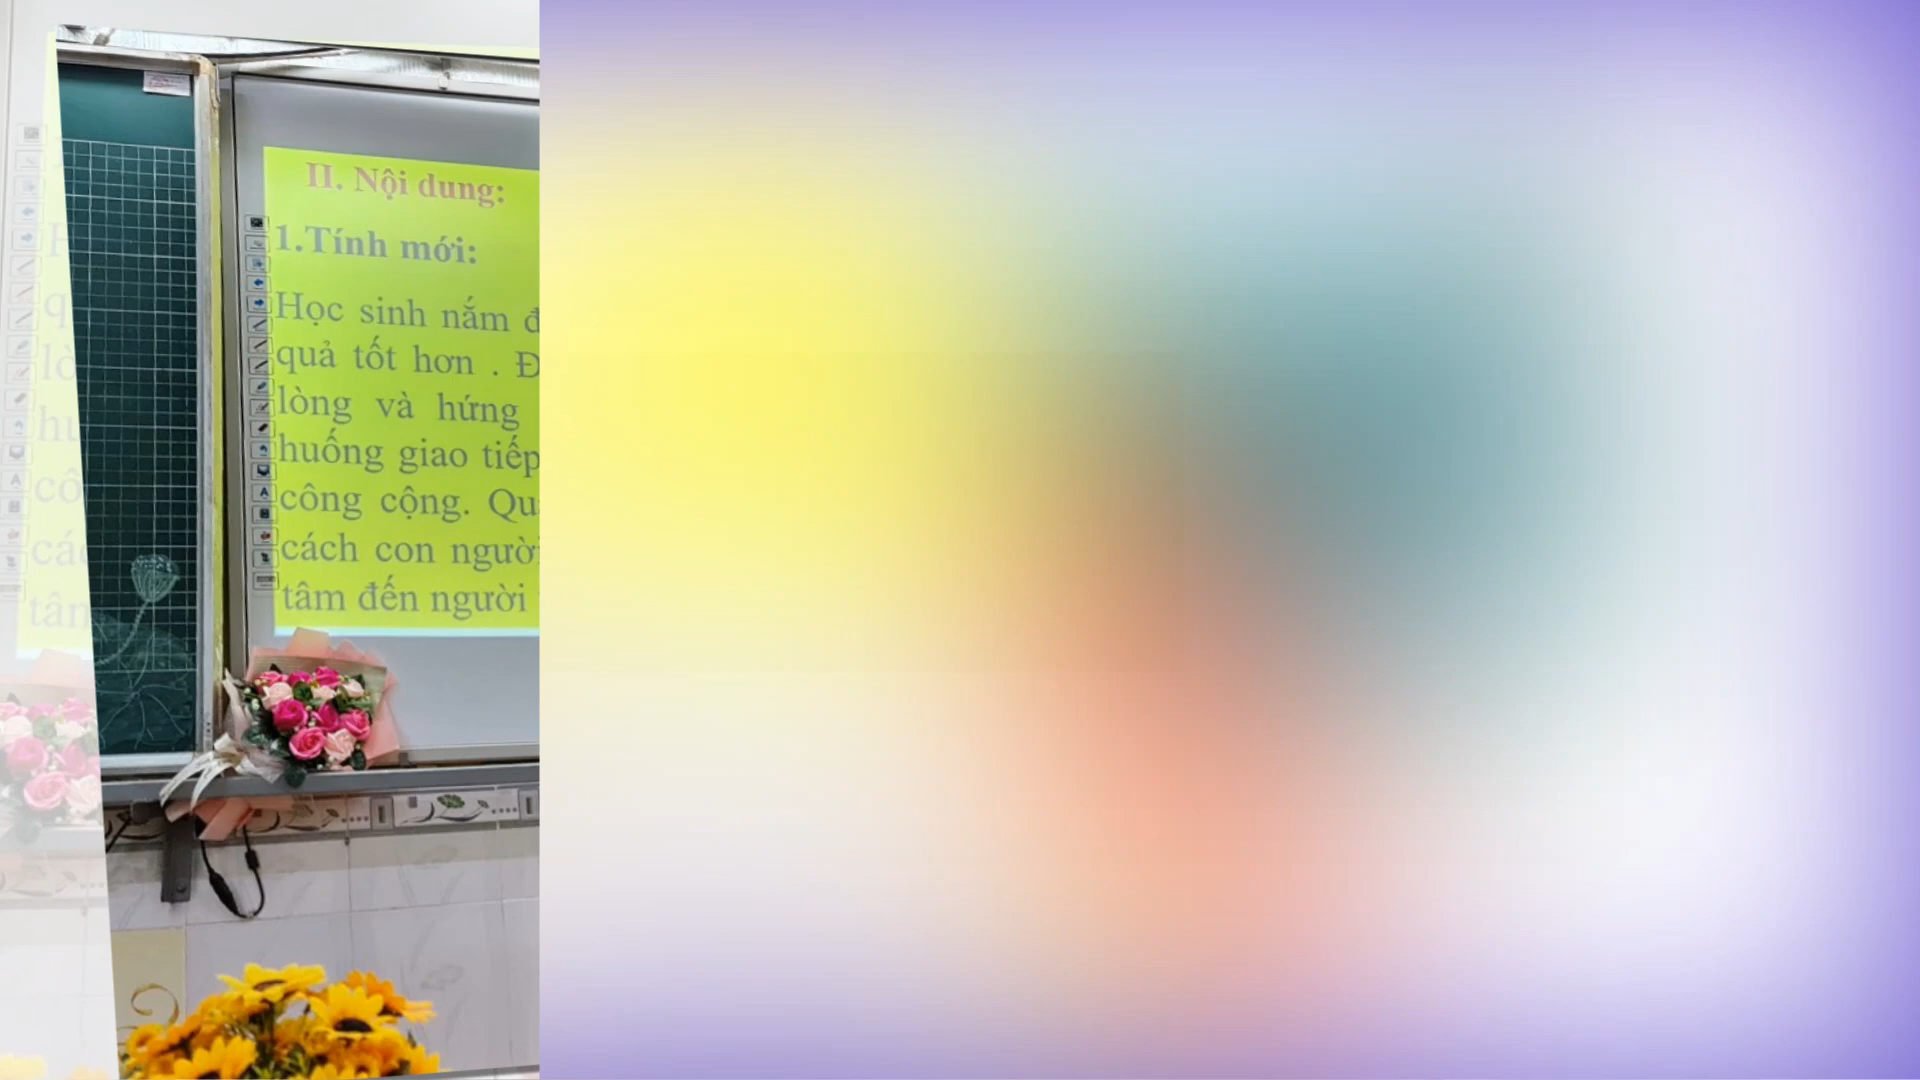 II. Nội dung:
1.Tính mới:
Học sinh nắm
quả tốt hơn .
lòng và hứng
huống giao tiếp
công cộng.
cách con người
tâm đến người